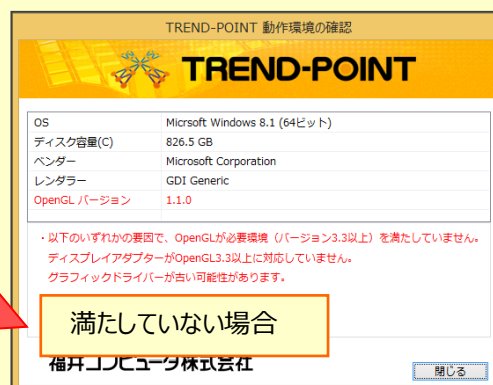 TREND-POINT 動作環境の確認
TREND-POINT
OS Micrsoft Windows 8.1 (64ビット)
ディスク容量(C) 826.5 GB
ベンダー Microsoft Corporation
レンダラー GDI Generic
OpenGL バージョン 1.1.0
・以下のいずれかの要因で、OpenGLが必要環境（バージョン3.3以上）を満たしていません。
ディスプレイアダプターがOpenGL3.3以上に対応していません。
グラフィックドライバーが古い可能性があります。
満たしていない場合
福井コンピュータ株式会社
閉じる